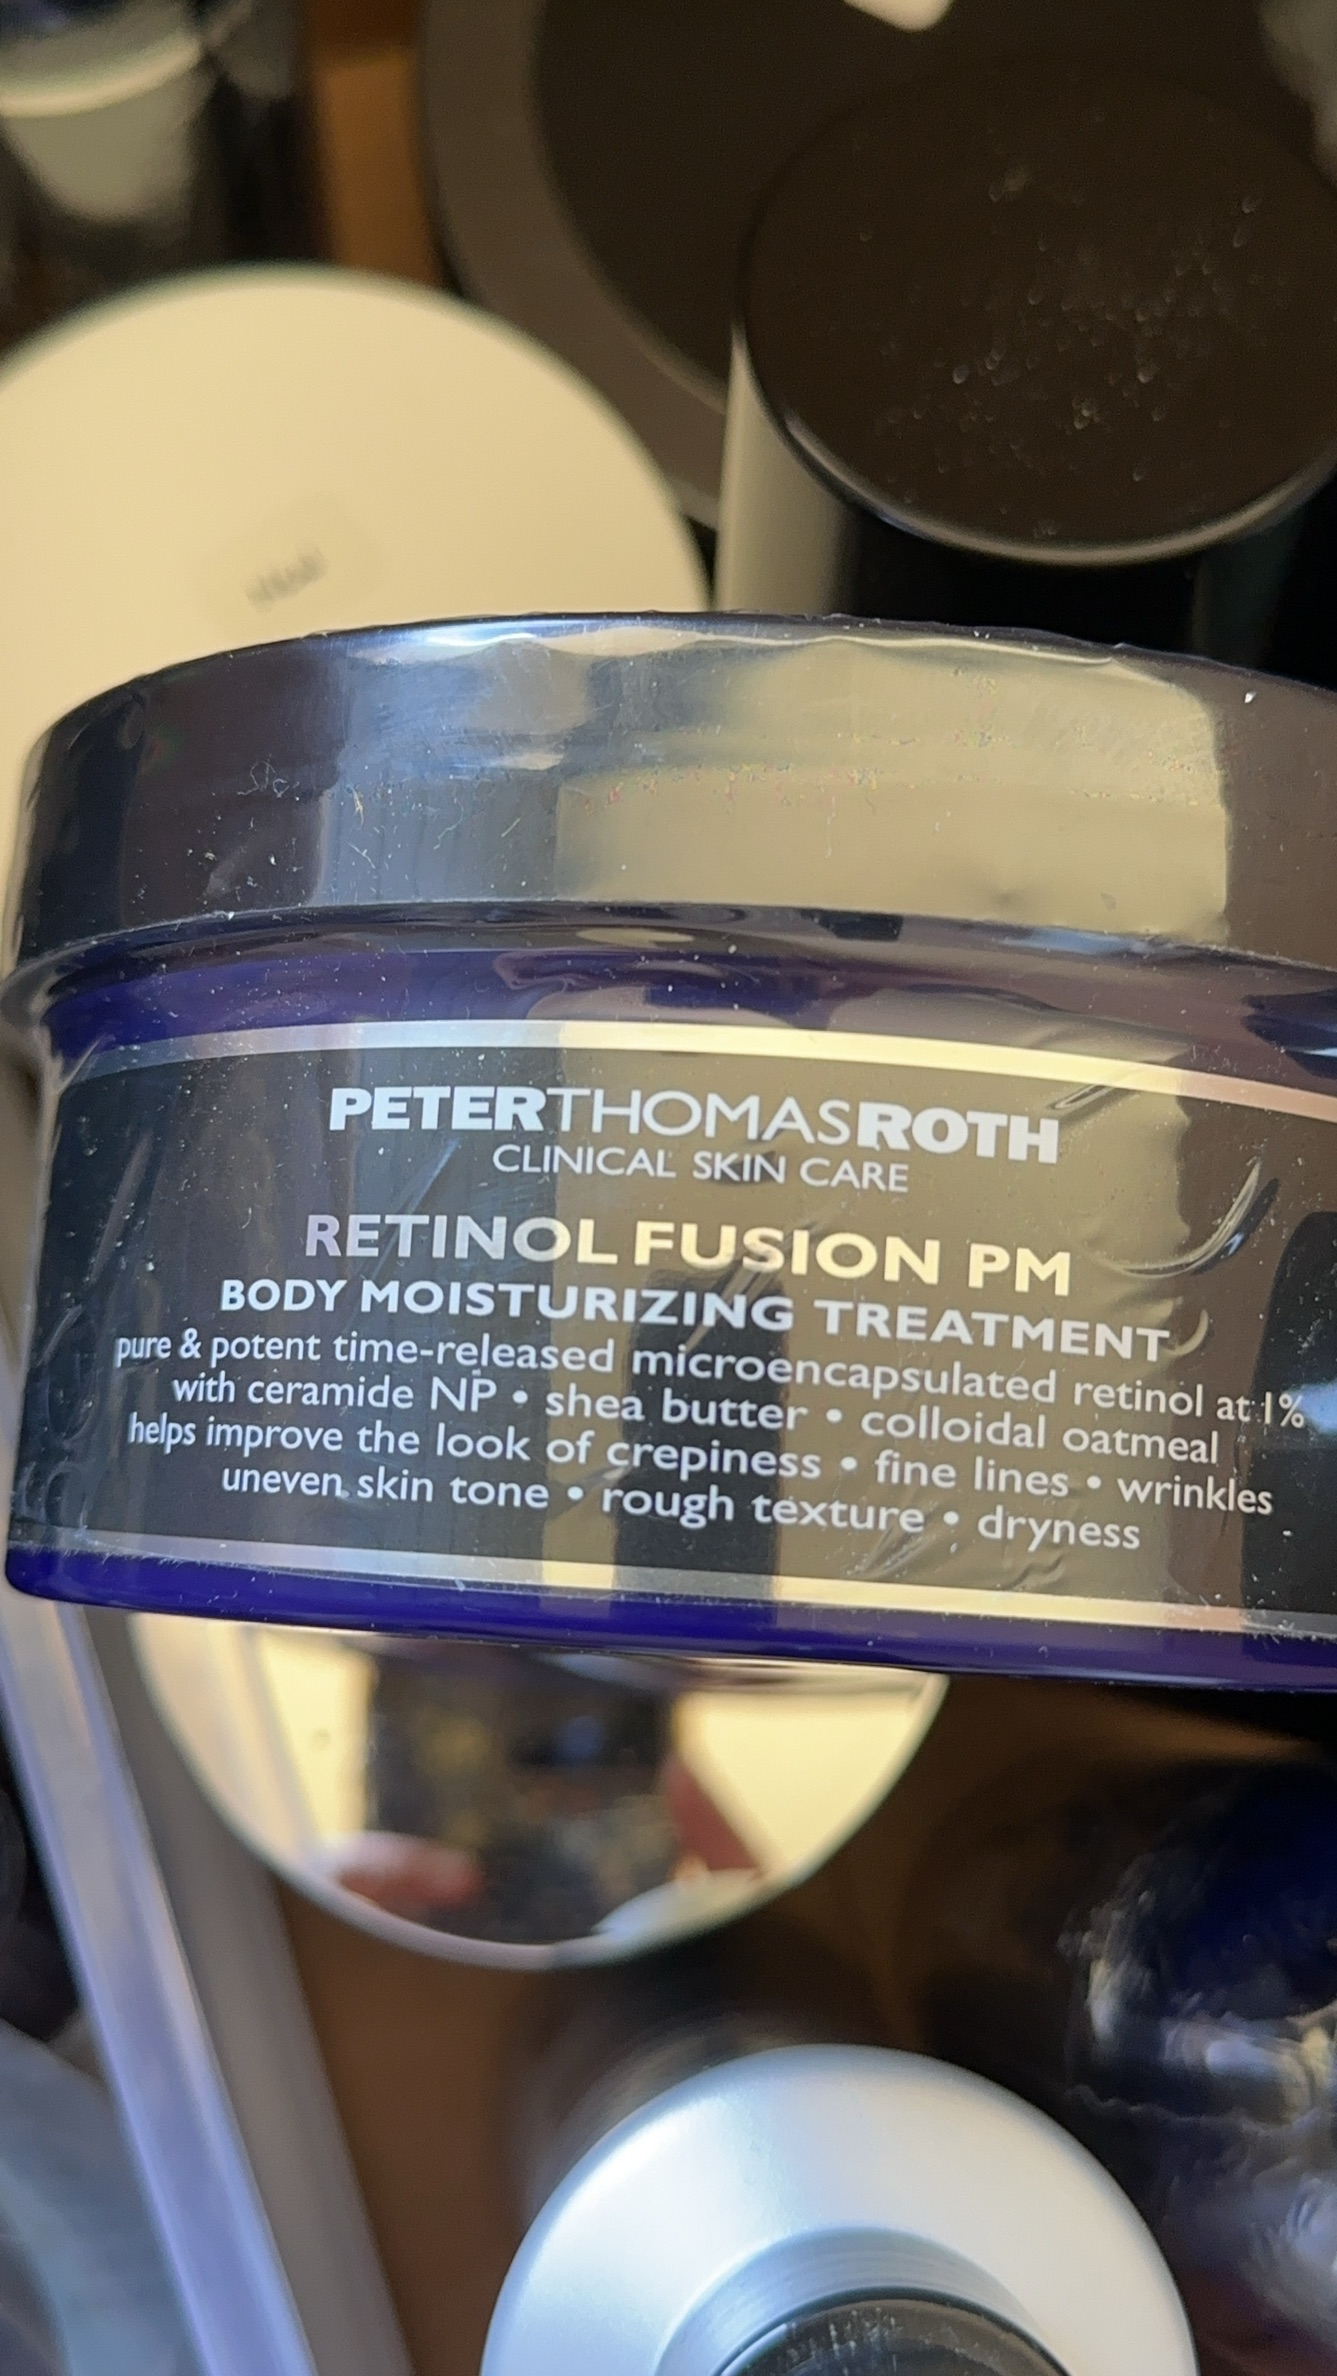 PETERTHOMASROTH
CLINICAL SKIN CARE
RETINOL FUSION PM
BODY MOISTURIZING TREATMENT
pure & potent time-released microencapsulated retinol at 1%
with ceramide NP • shea butter • colloidal oatmeal
helps improve the look of crepiness • fine lines • wrinkles
uneven skin tone • rough texture • dryness